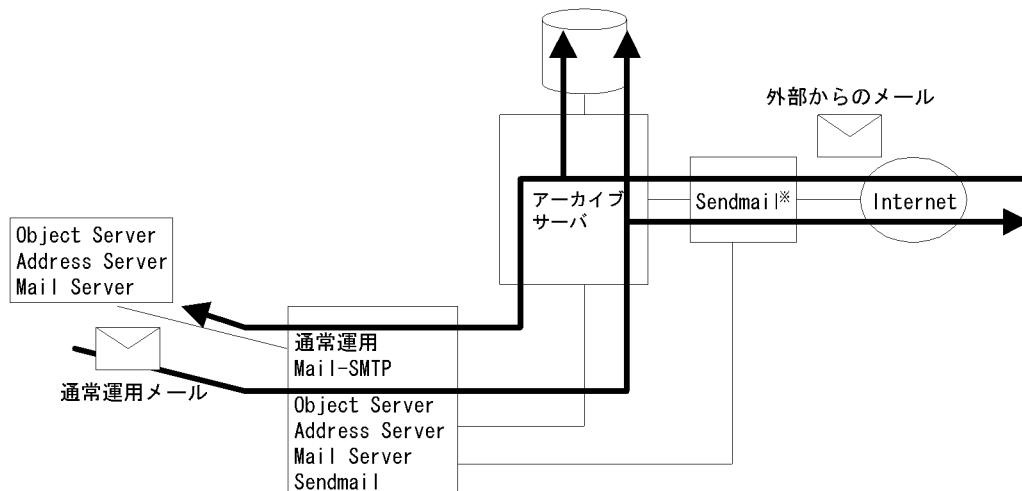 外部からのメール
アーカイブ
サーバ
Sendmail※
Internet
Object Server
Address Server
Mail Server
通常運用
Mail-SMTP
通常運用メール
Object Server
Address Server
Mail Server
Sendmail